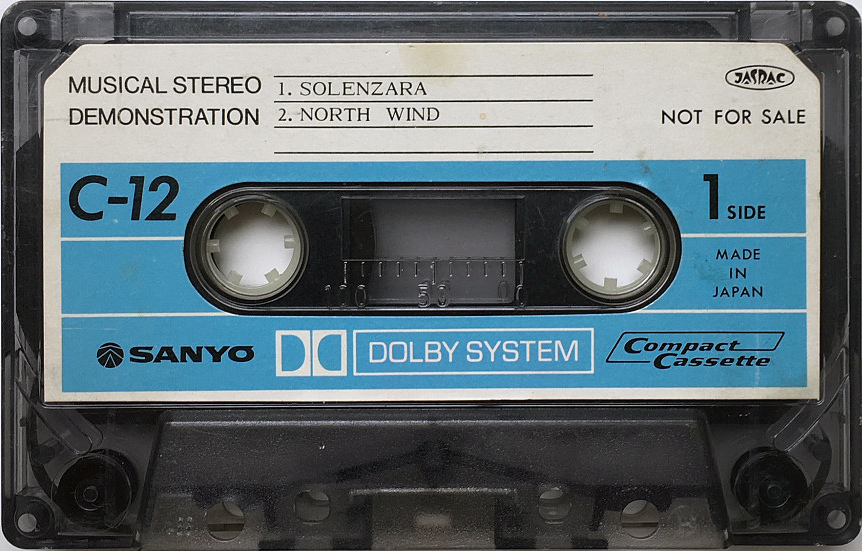 MUSICAL STEREO
DEMONSTRATION
1. SOLENZARA
2. NORTH WIND
JASRAC
NOT FOR SALE
C-12
1 SIDE
MADE
IN
JAPAN
100 50 0
SANYO
DOLBY SYSTEM
Compact
Cassette